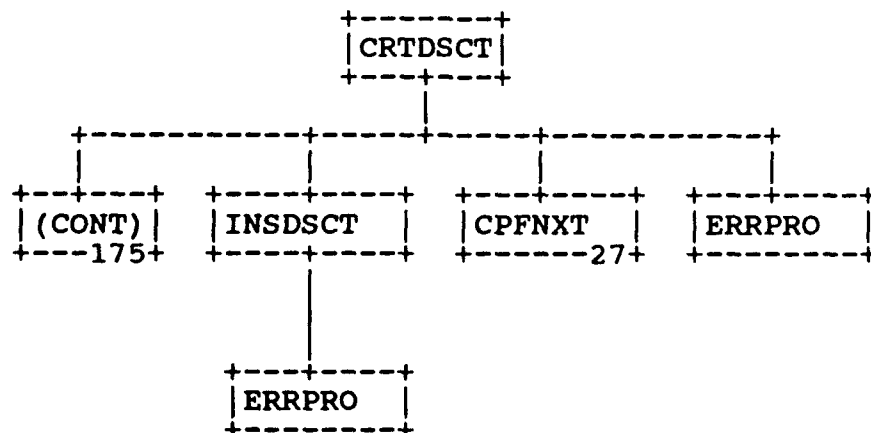 CRTDSCT
(CONT) INSDSCT CPFNXT ERRPRO
175 27
ERRPRO